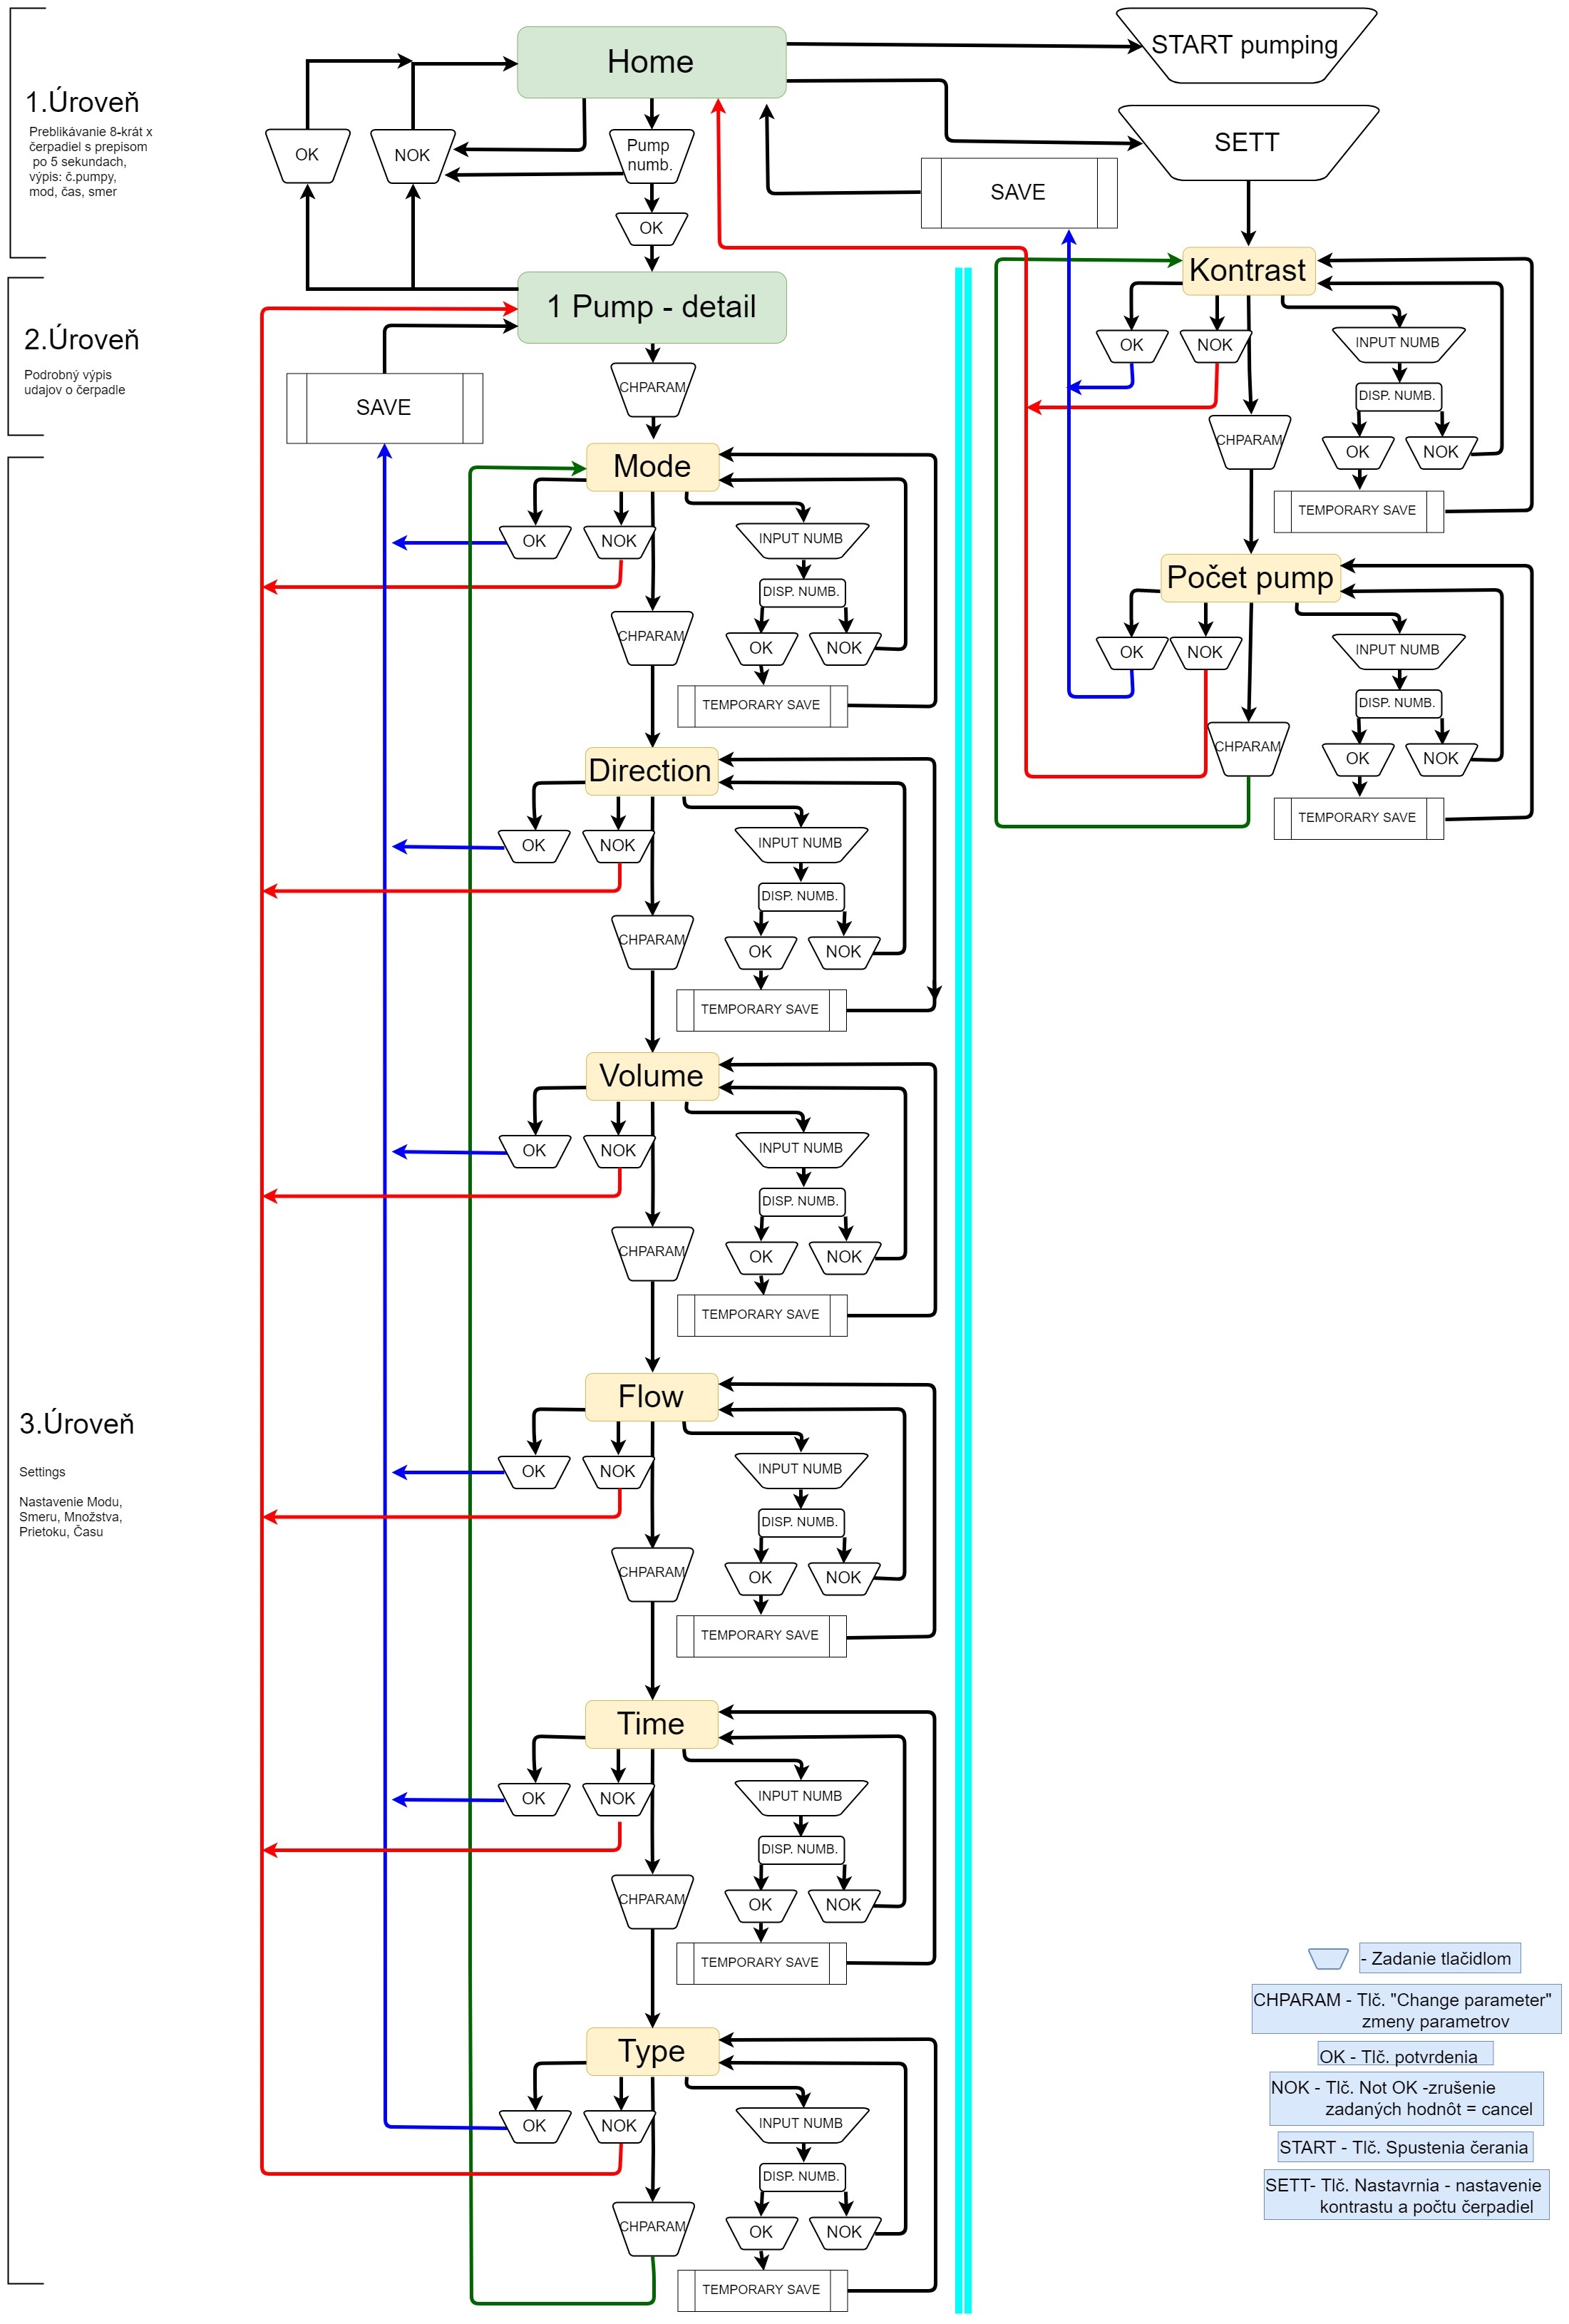 Home
START pumping
1.Úroveň
Preblikávanie 8-krát x
čerpadiel s prepisom
po 5 sekundach,
výpis: č.pumpy,
mod, čas, smer
OK
NOK
Pump
numb.
SETT
SAVE
OK
Kontrast
2.Úroveň
Podrobný výpis
udajov o čerpadle
1 Pump - detail
OK
NOK
INPUT NUMB
SAVE
CHPARAM
DISP. NUMB.
CHPARAM
OK
NOK
TEMPORARY SAVE
Mode
OK
NOK
INPUT NUMB
DISP. NUMB.
CHPARAM
OK
NOK
TEMPORARY SAVE
Počet pump
OK
NOK
INPUT NUMB
DISP. NUMB.
CHPARAM
OK
NOK
TEMPORARY SAVE
Direction
OK
NOK
INPUT NUMB
DISP. NUMB.
CHPARAM
OK
NOK
TEMPORARY SAVE
Volume
OK
NOK
INPUT NUMB
DISP. NUMB.
CHPARAM
OK
NOK
TEMPORARY SAVE
3.Úroveň
Settings
Nastavenie Modu,
Smeru, Množstva,
Prietoku, Času
Flow
OK
NOK
INPUT NUMB
DISP. NUMB.
CHPARAM
OK
NOK
TEMPORARY SAVE
Time
OK
NOK
INPUT NUMB
DISP. NUMB.
CHPARAM
OK
NOK
TEMPORARY SAVE
Type
OK
NOK
INPUT NUMB
DISP. NUMB.
CHPARAM
OK
NOK
TEMPORARY SAVE
- Zadanie tlačidlom
CHPARAM - Tlč. "Change parameter"
zmeny parametrov
OK - Tlč. potvrdenia
NOK - Tlč. Not OK -zrušenie
zadaných hodnôt = cancel
START - Tlč. Spustenia čerania
SETT- Tlč. Nastavrnia - nastavenie
kontrastu a počtu čerpadiel